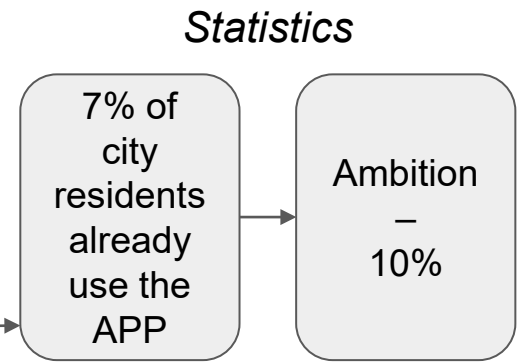 Statistics
7% of
city
residents
already
use the
APP
Ambition
–
10%